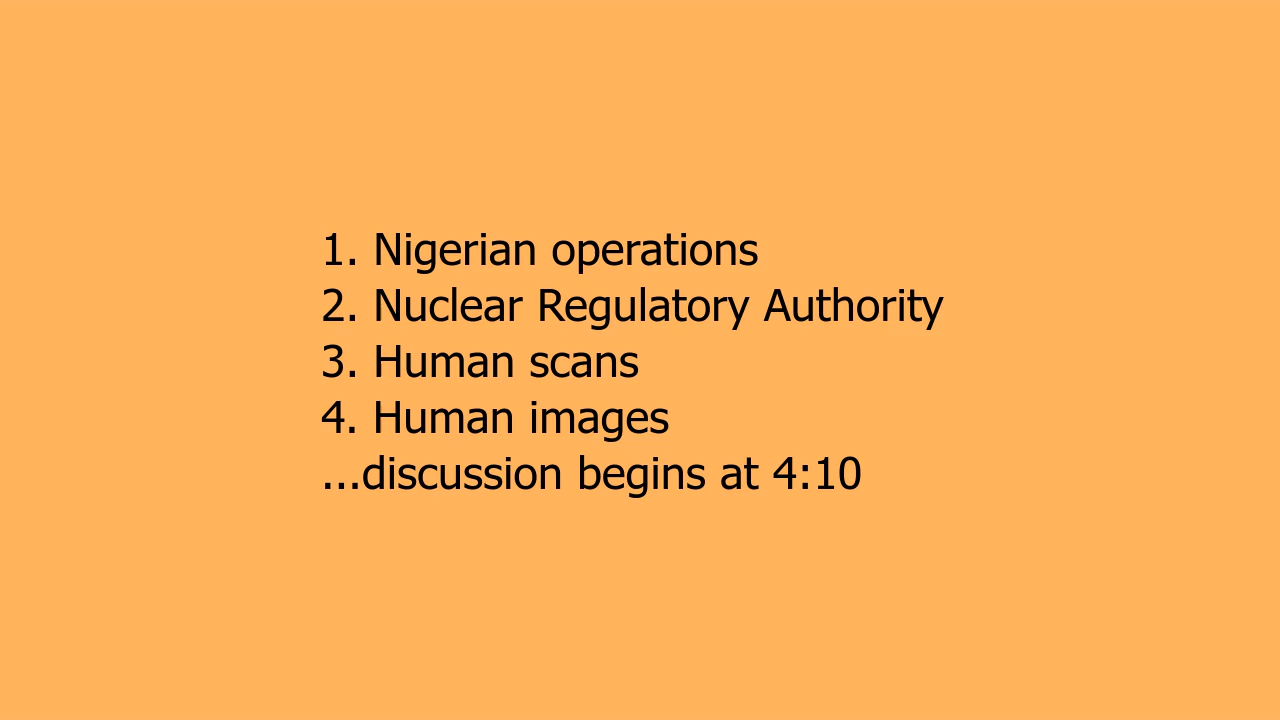 1. Nigerian operations
2. Nuclear Regulatory Authority
3. Human scans
4. Human images
...discussion begins at 4:10